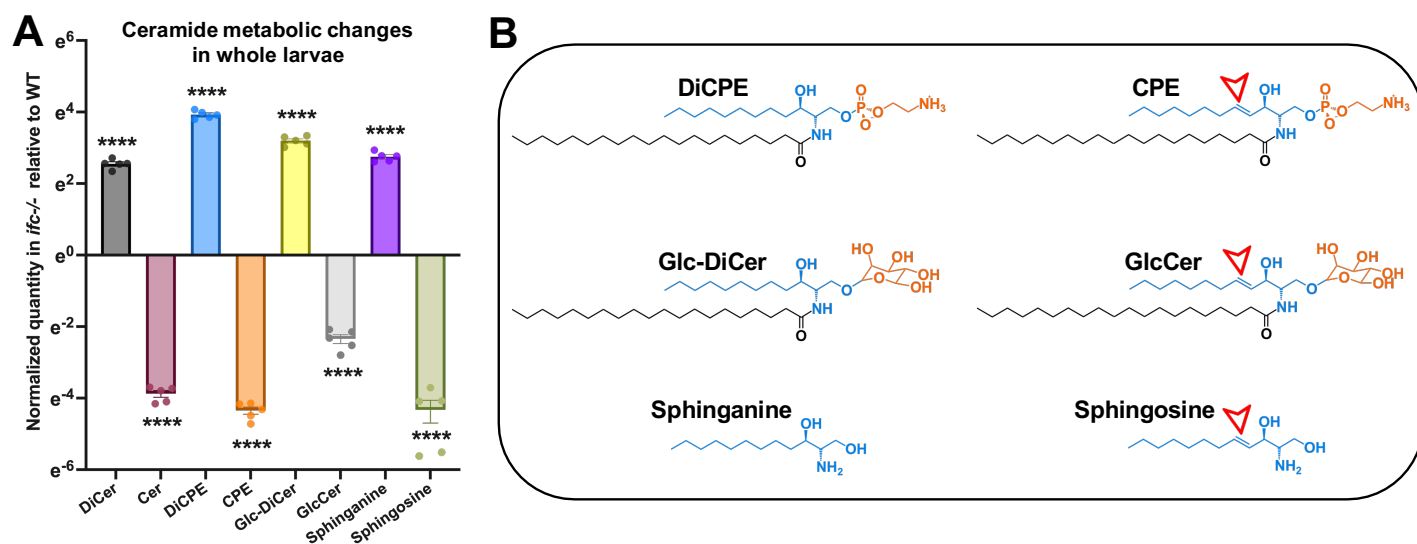 A
Ceramide metabolic changes
in whole larvae
Normalized quantity in ifc-/- relative to WT
e⁶
e⁴
e²
e⁰
e⁻²
e⁻⁴
e⁻⁶
****
****
****
****
****
****
****
****
DiCer
Cer
DiCPE
CPE
Glc-DiCer
GlcCer
Sphinganine
Sphingosine
B
DiCPE
OH
O
P
O
O
O
NH₃⁺
NH
O
CPE
OH
O
P
O
O
O
NH₃⁺
NH
O
Glc-DiCer
HO
HO
OH
OH
OH
O
O
NH
O
GlcCer
HO
HO
OH
OH
OH
O
O
NH
O
Sphinganine
OH
OH
NH₂
Sphingosine
OH
OH
NH₂